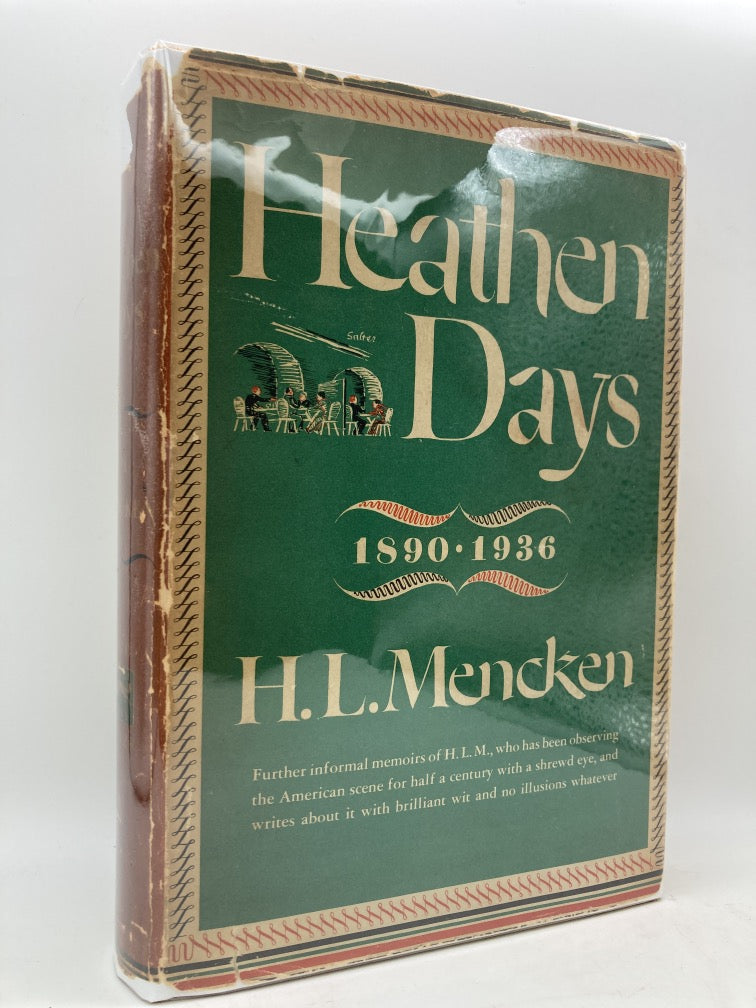 Heathen
Salter
Days
1890 · 1936
H.L. Mencken
Further informal memoirs of H. L. M., who has been observing
the American scene for half a century with a shrewd eye, and
writes about it with brilliant wit and no illusions whatever